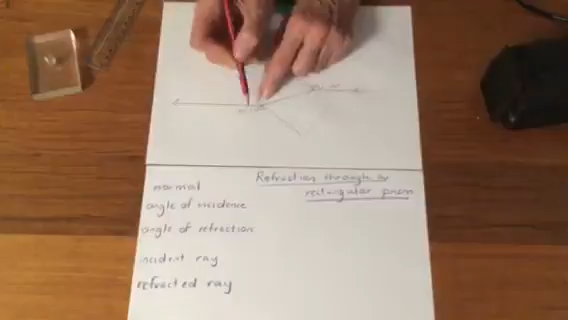 Refraction through a
rectangular prism
normal
angle of incidence
angle of refraction
incident ray
refracted ray